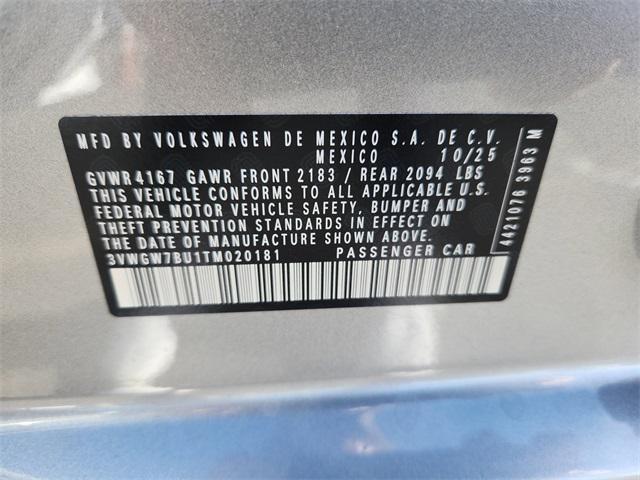 MFD BY VOLKSWAGEN DE MEXICO S.A. DE C.V.
MEXICO 10/25
GVWR 4167 GAWR FRONT 2183 / REAR 2094 LBS
THIS VEHICLE CONFORMS TO ALL APPLICABLE U.S.
FEDERAL MOTOR VEHICLE SAFETY, BUMPER AND
THEFT PREVENTION STANDARDS IN EFFECT ON
THE DATE OF MANUFACTURE SHOWN ABOVE.
3VWGW7BU1TM020181 PASSENGER CAR
4421076 3963 M